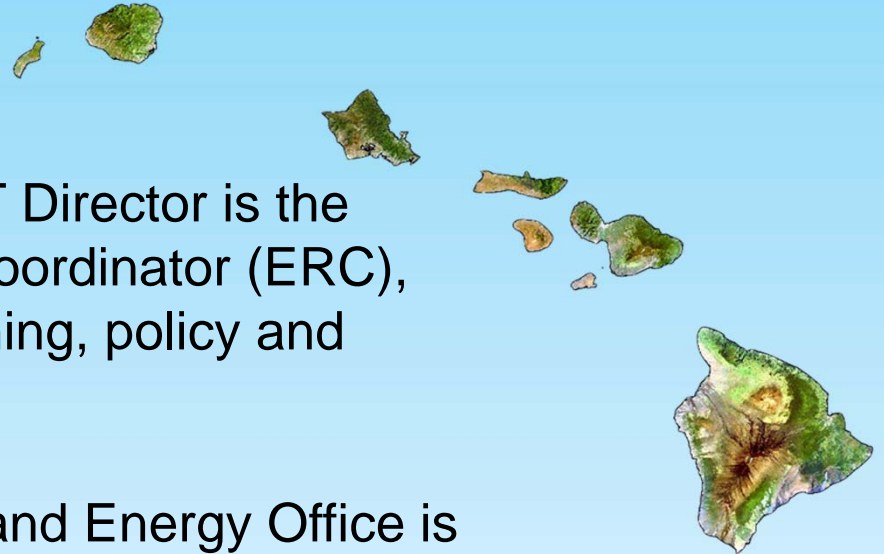 T Director is the
oordinator (ERC),
ing, policy and
and Energy Office is